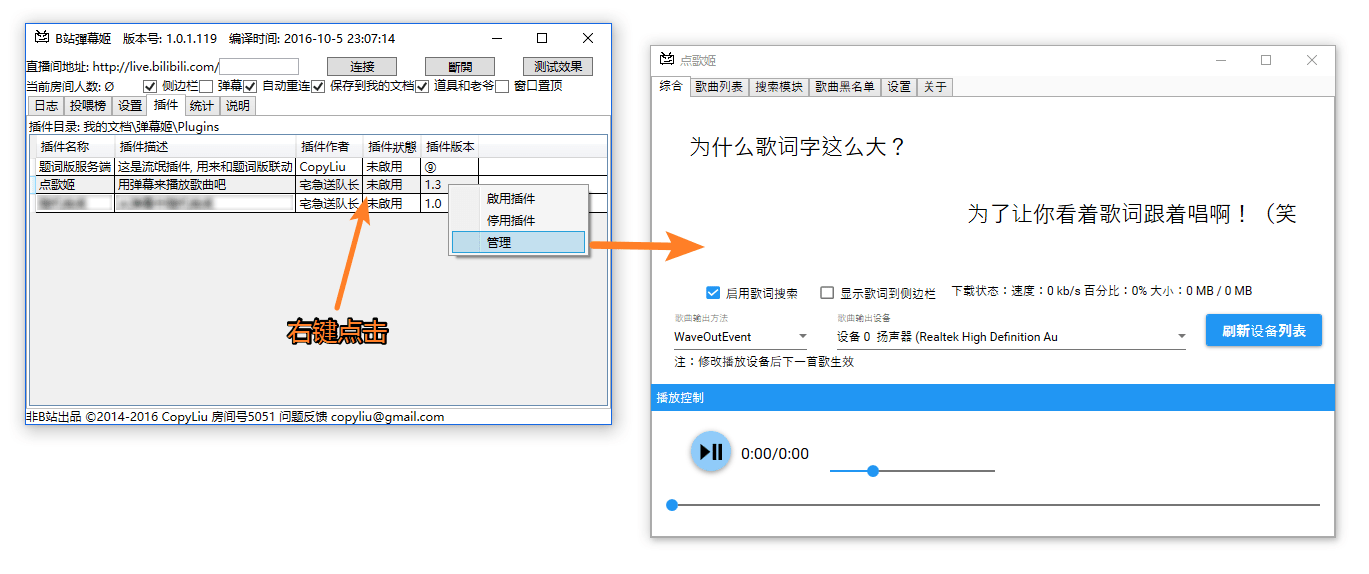 B站彈幕姬 版本号: 1.0.1.119 编译时间: 2016-10-5 23:07:14
直播间地址: http://live.bilibili.com/ 连接 斷開 测试效果
当前房间人数: Ø 侧边栏 弹幕 自动重连 保存到我的文档 道具和老爷 窗口置顶
日志 投喂榜 设置 插件 统计 说明
插件目录: 我的文档\弹幕姬\Plugins
插件名称 插件描述 插件作者 插件狀態 插件版本
题词版服务端 这是流氓插件, 用来和题词版联动 CopyLiu 未啟用 ⑨
点歌姬 用弹幕来播放歌曲吧 宅急送队长 未啟用 1.3
宅急送队长 未啟用 1.0
啟用插件
停用插件
管理
右键点击
非B站出品 ©2014-2016 CopyLiu 房间号5051 问题反馈 copyliu@gmail.com
点歌姬
综合 歌曲列表 搜索模块 歌曲黑名单 设置 关于
为什么歌词字这么大？
为了让你看着歌词跟着唱啊！（笑
启用歌词搜索 显示歌词到侧边栏 下载状态：速度：0 kb/s 百分比：0% 大小：0 MB / 0 MB
歌曲输出方法 歌曲输出设备
WaveOutEvent 设备 0 扬声器 (Realtek High Definition Au 刷新设备列表
注：修改播放设备后下一首歌生效
播放控制
0:00/0:00